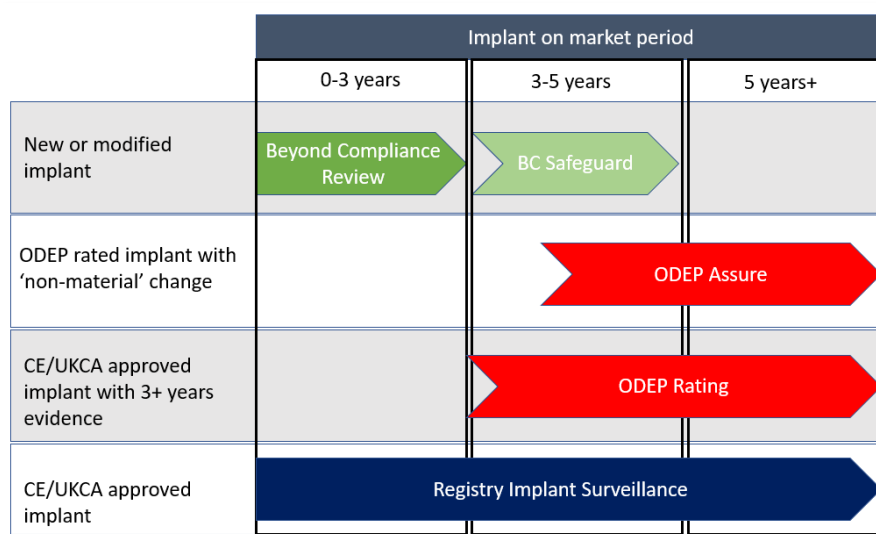 Implant on market period
0-3 years
3-5 years
5 years+
New or modified
implant
Beyond Compliance
Review
BC Safeguard
ODEP rated implant with
‘non-material’ change
ODEP Assure
CE/UKCA approved
implant with 3+ years
evidence
ODEP Rating
CE/UKCA approved
implant
Registry Implant Surveillance